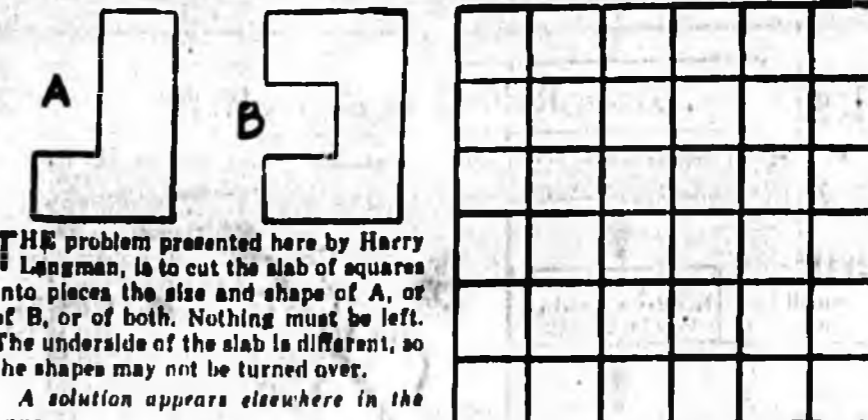 A
B
THE problem presented here by Harry
Langman, is to cut the slab of squares
nto pieces the size and shape of A, or
of B, or of both. Nothing must be left.
The underside of the slab is different, so
he shapes may not be turned over.
A solution appears elsewhere in the